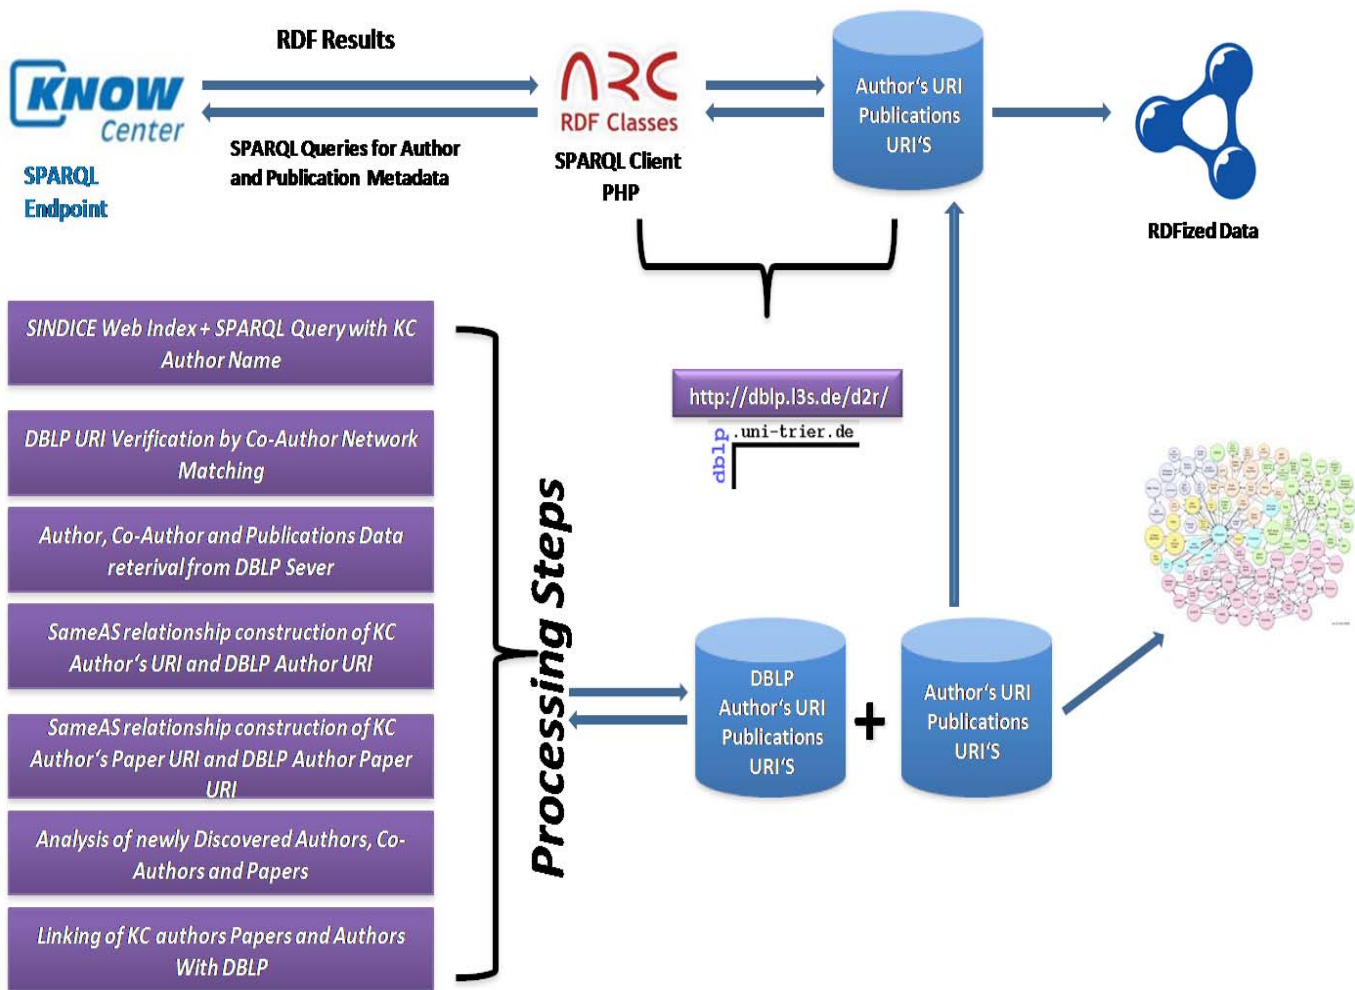 RDF Results
KNOW
Center
SPARQL
Endpoint
SPARQL Queries for Author
and Publication Metadata
ARC
RDF Classes
SPARQL Client
PHP
Author's URI
Publications
URI'S
RDFized Data
SINDICE Web Index + SPARQL Query with KC
Author Name
DBLP URI Verification by Co-Author Network
Matching
Author, Co-Author and Publications Data
reterival from DBLP Sever
SameAS relationship construction of KC
Author's URI and DBLP Author URI
SameAS relationship construction of KC
Author's Paper URI and DBLP Author Paper
URI
Analysis of newly Discovered Authors, Co-
Authors and Papers
Linking of KC authors Papers and Authors
With DBLP
Processing Steps
http://dblp.l3s.de/d2r/
dblp
.uni-trier.de
DBLP
Author's URI
Publications
URI'S
+
Author's URI
Publications
URI'S